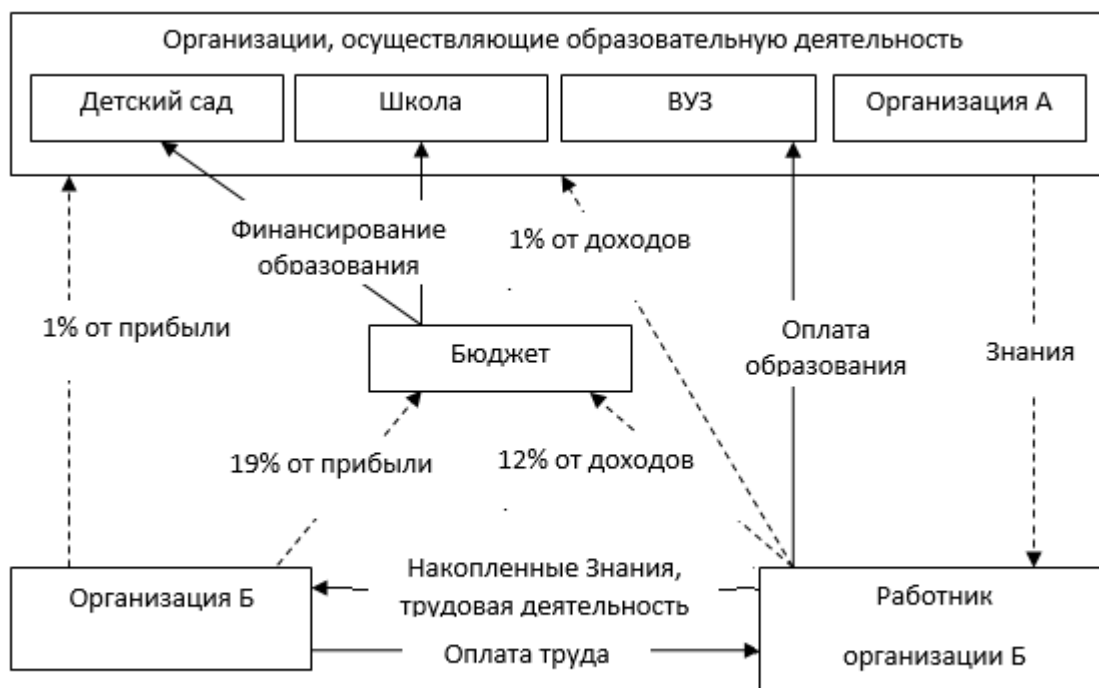 Организации, осуществляющие образовательную деятельность
Детский сад
Школа
ВУЗ
Организация А
Финансирование
образования
1% от доходов
1% от прибыли
Бюджет
Оплата
образования
Знания
19% от прибыли
12% от доходов
Организация Б
Накопленные Знания,
трудовая деятельность
Оплата труда
Работник
организации Б